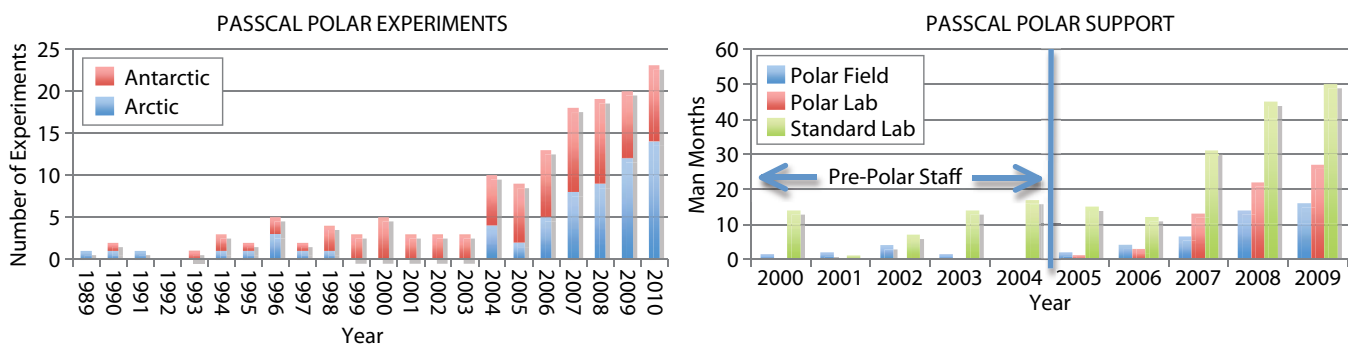 PASSCAL POLAR EXPERIMENTS
Number of Experiments
25
20
15
10
5
0
Antarctic
Arctic
1989 1990 1991 1992 1993 1994 1995 1996 1997 1998 1999 2000 2001 2002 2003 2004 2005 2006 2007 2008 2009 2010
Year
PASSCAL POLAR SUPPORT
Man Months
60
50
40
30
20
10
0
Polar Field
Polar Lab
Standard Lab
Pre-Polar Staff
2000 2001 2002 2003 2004 2005 2006 2007 2008 2009
Year